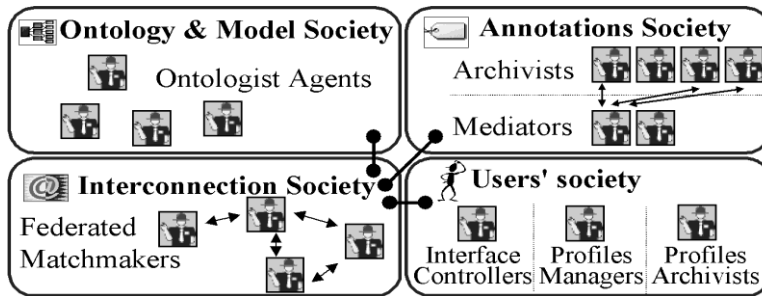 Ontology & Model Society
Ontologist Agents
Annotations Society
Archivists
Mediators
@ Interconnection Society
Federated
Matchmakers
Users' society
Interface
Controllers
Profiles
Managers
Profiles
Archivists